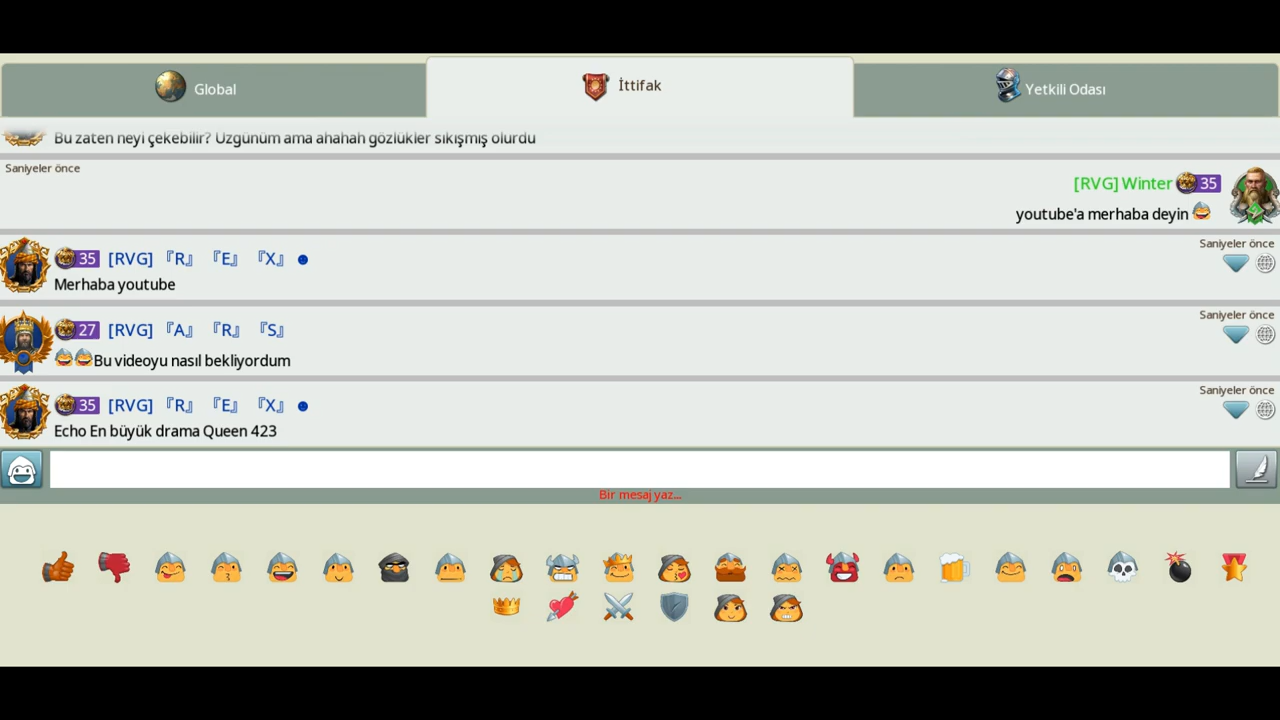 Global
İttifak
Yetkili Odası
Bu zaten neyi çekebilir? Üzgünüm ama ahahah gözlükler sıkışmış olurdu
Saniyeler önce
[RVG] Winter 35
youtube'a merhaba deyin
Saniyeler önce
35 [RVG] 『R』 『E』 『X』 ☻
Merhaba youtube
Saniyeler önce
27 [RVG] 『A』 『R』 『S』
Bu videoyu nasıl bekliyordum
Saniyeler önce
35 [RVG] 『R』 『E』 『X』 ☻
Echo En büyük drama Queen 423
Bir mesaj yaz...